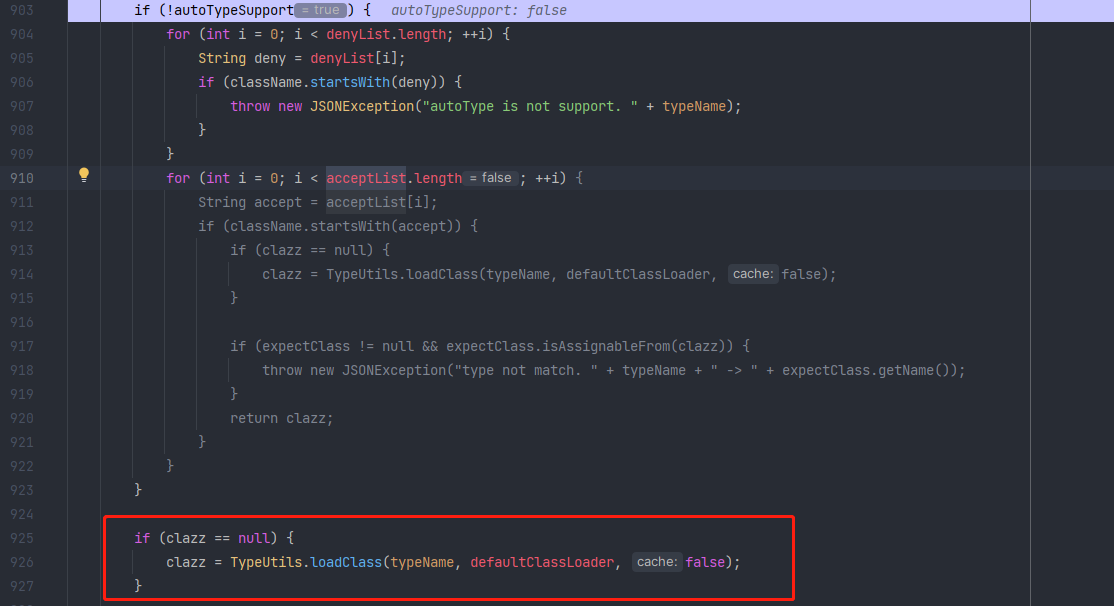 903 if (!autoTypeSupport = true ) { autoTypeSupport: false
904 for (int i = 0; i < denyList.length; ++i) {
905 String deny = denyList[i];
906 if (className.startsWith(deny)) {
907 throw new JSONException("autoType is not support. " + typeName);
908 }
909 }
910 for (int i = 0; i < acceptList.length = false ; ++i) {
911 String accept = acceptList[i];
912 if (className.startsWith(accept)) {
913 if (clazz == null) {
914 clazz = TypeUtils.loadClass(typeName, defaultClassLoader, cache: false);
915 }
916
917 if (expectClass != null && expectClass.isAssignableFrom(clazz)) {
918 throw new JSONException("type not match. " + typeName + " -> " + expectClass.getName());
919 }
920 return clazz;
921 }
922 }
923 }
924
925 if (clazz == null) {
926 clazz = TypeUtils.loadClass(typeName, defaultClassLoader, cache: false);
927 }